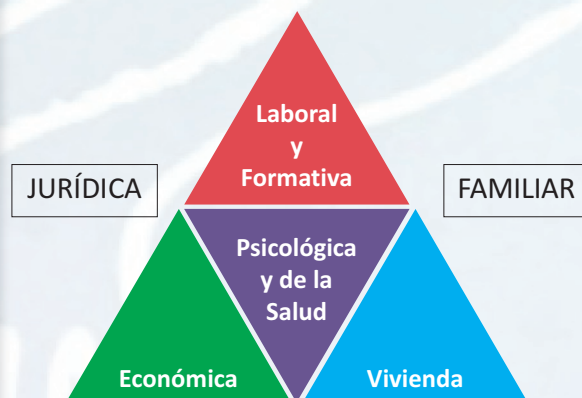 Laboral
y
Formativa
JURÍDICA
FAMILIAR
Psicológica
y de la
Salud
Económica
Vivienda